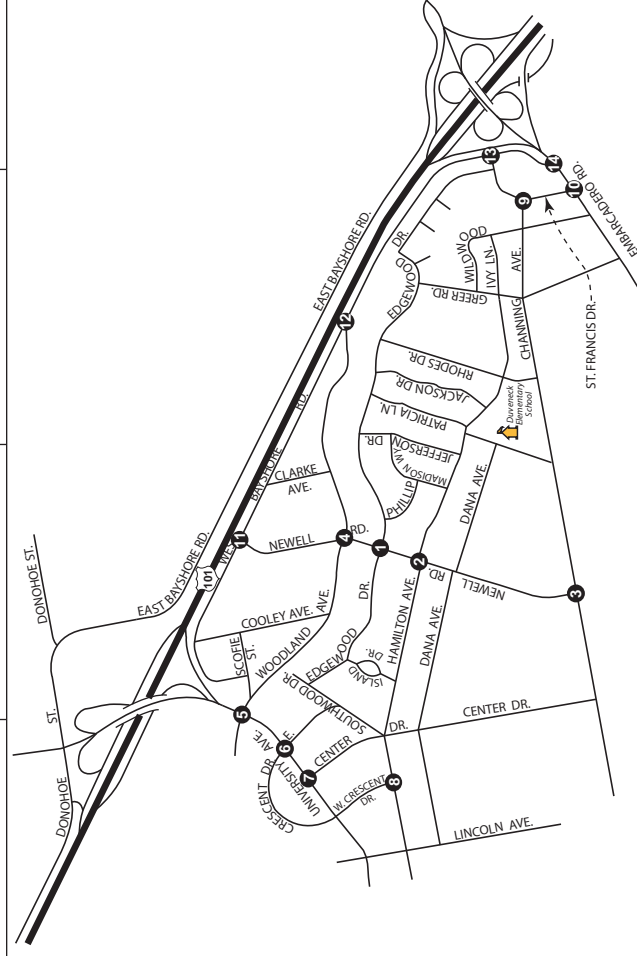 DONOHOE ST.
EAST BAYSHORE RD.
EAST BAYSHORE RD.
101
WEST
BAYSHORE
RD.
DONOHOE
ST.
SCOFIE
ST.
COOLEY AVE.
NEWELL
RD.
CLARKE
AVE.
WOODLAND
AVE.
EDGEWOOD
DR.
EDGEWOOD
DR.
ISLAND
DR.
SOUTHWOOD DR.
HAMILTON AVE.
DANA AVE.
DANA AVE.
NEWELL
RD.
CENTER
DR.
CENTER DR.
UNIVERSITY
AVE.
CRESCENT DR.
E.
W. CRESCENT
DR.
LINCOLN AVE.
PHILLIP
MADISON WY.
JEFFERSON
DR.
PATRICIA LN.
JACKSON DR.
RHODES DR.
GREER RD.
WILDWOOD
IVY LN.
CHANNING
AVE.
Duveneck
Elementary
School
ST. FRANCIS DR.
EMBARCADERO RD.
1
2
3
4
5
6
7
8
9
10
11
12
13
14